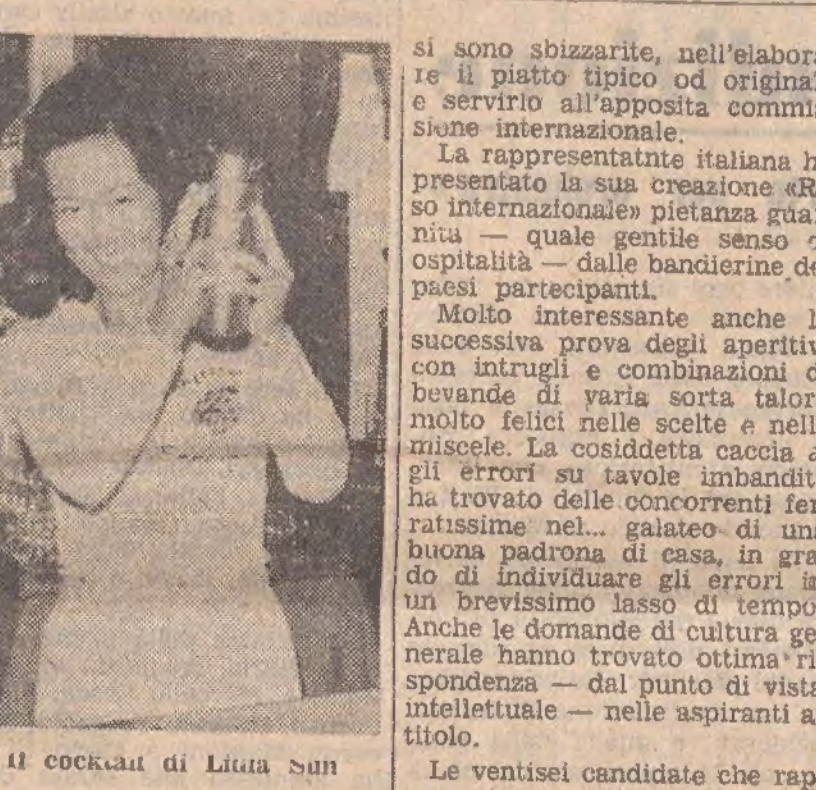 si sono sbizzarite, nell'elabora
re il piatto tipico od origina
e servirlo all'apposita commis
sione internazionale.
La rappresentatnte italiana h
presentato la sua creazione «R
so internazionale» pietanza guar
nita — quale gentile senso d
ospitalità — dalle bandierine de
paesi partecipanti.
Molto interessante anche l
successiva prova degli aperitiv
con intrugli e combinazioni d
bevande di varia sorta talor
molto felici nelle scelte e nell
miscele. La cosiddetta caccia a
gli errori su tavole imbandit
ha trovato delle concorrenti fer
ratissime nel... galateo di una
buona padrona di casa, in gra
do di individuare gli errori in
un brevissimo lasso di tempo.
Anche le domande di cultura ge
nerale hanno trovato ottima ri
spondenza — dal punto di vista
intellettuale — nelle aspiranti al
titolo.
Le ventisei candidate che rap
il cocktail di Linda Sun